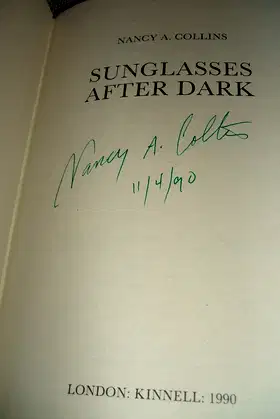 NANCY A. COLLINS
SUNGLASSES
AFTER DARK
Nancy A. Collins
11/4/90
LONDON: KINNELL: 1990